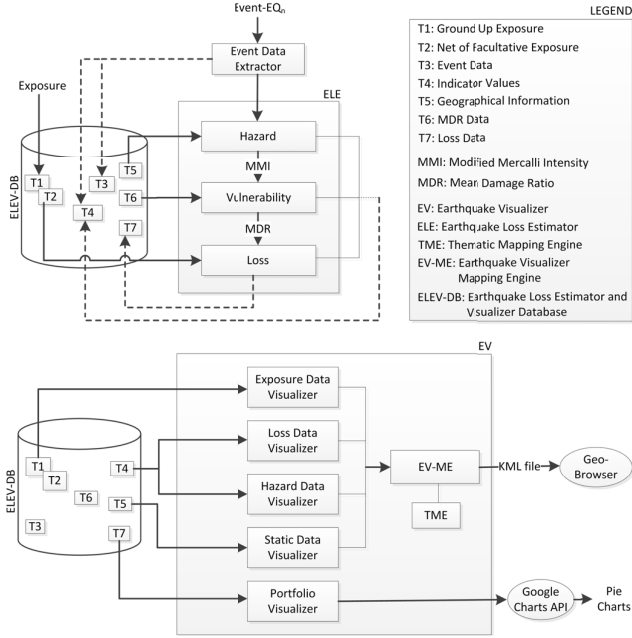 Event-EQn
Event Data
Extractor
Exposure
ELE
Hazard
MMI
Vulnerability
MDR
Loss
ELEV-DB
T1
T2
T3
T4
T5
T6
T7
LEGEND
T1: Ground Up Exposure
T2: Net of Facultative Exposure
T3: Event Data
T4: Indicator Values
T5: Geographical Information
T6: MDR Data
T7: Loss Data
MMI: Modified Mercalli Intensity
MDR: Mean Damage Ratio
EV: Earthquake Visualizer
ELE: Earthquake Loss Estimator
TME: Thematic Mapping Engine
EV-ME: Earthquake Visualizer
Mapping Engine
ELEV-DB: Earthquake Loss Estimator and
Visualizer Database
EV
Exposure Data
Visualizer
Loss Data
Visualizer
Hazard Data
Visualizer
Static Data
Visualizer
Portfolio
Visualizer
ELEV-DB
T1
T2
T3
T4
T5
T6
T7
EV-ME
TME
KML file
Geo-
Browser
Google
Charts API
Pie
Charts